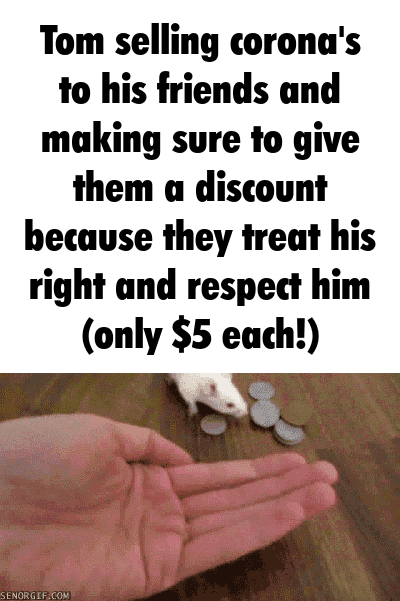 Tom selling corona's
to his friends and
making sure to give
them a discount
because they treat his
right and respect him
(only $5 each!)
SENORGIF.COM